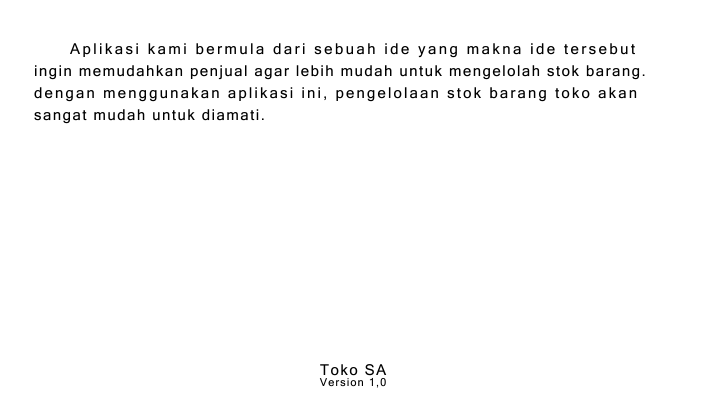 Aplikasi kami bermula dari sebuah ide yang makna ide tersebut
ingin memudahkan penjual agar lebih mudah untuk mengelolah stok barang.
dengan menggunakan aplikasi ini, pengelolaan stok barang toko akan
sangat mudah untuk diamati.
Toko SA
Version 1,0